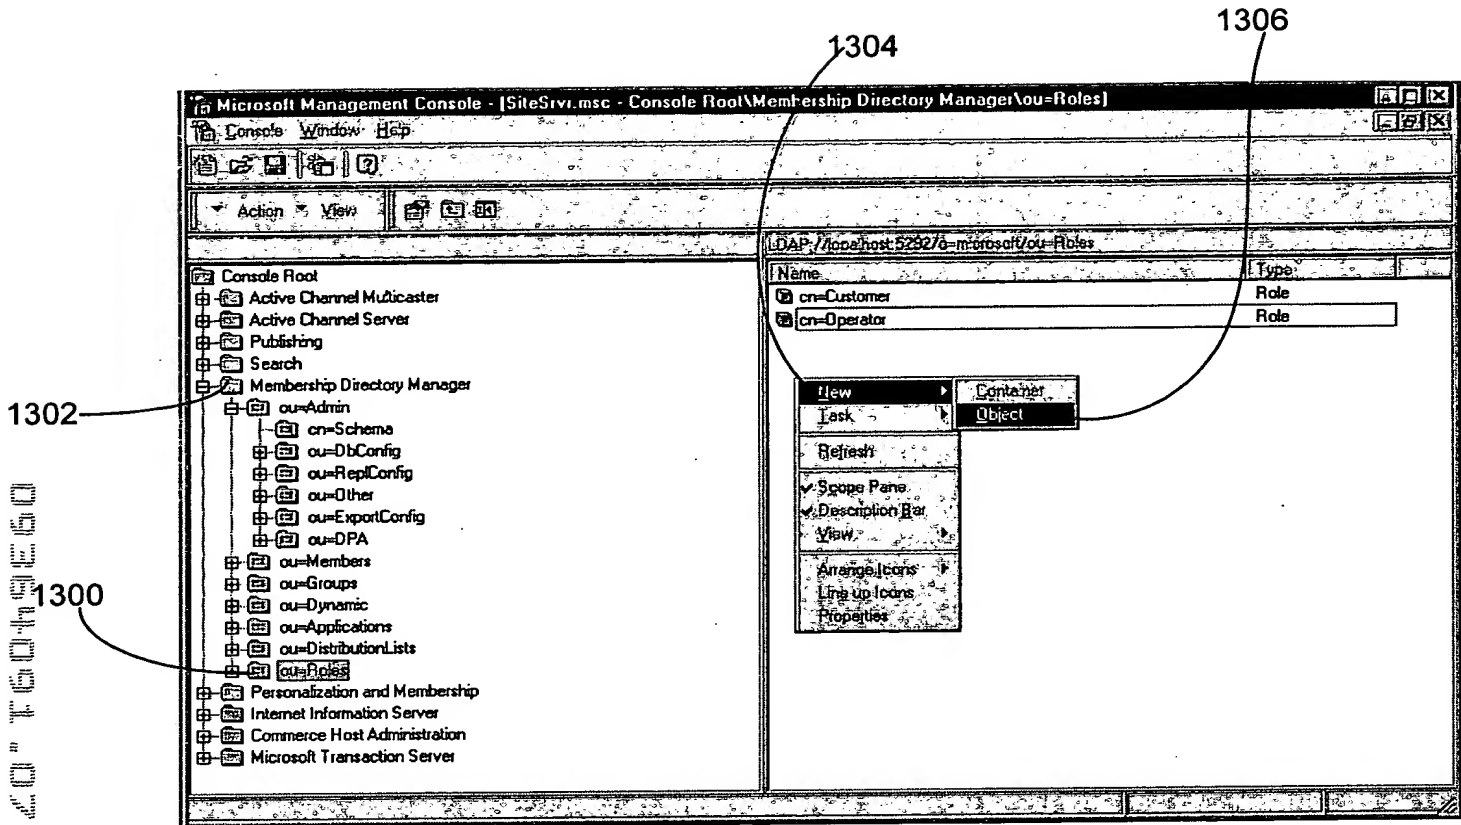 1306
1304
Microsoft Management Console - [SiteSrvr.msc - Console Root\Membership Directory Manager\ou=Roles]
Console Window Help
Action View
LDAP://localhost:5292/o=microsoft/ou=Roles
Console Root
Active Channel Multicaster
Active Channel Server
Publishing
Search
Membership Directory Manager
1302
ou=Admin
cn=Schema
ou=DbConfig
ou=ReplConfig
ou=Other
ou=ExportConfig
ou=DPA
ou=Members
ou=Groups
1300
ou=Dynamic
ou=Applications
ou=DistributionLists
ou=Roles
Personalization and Membership
Internet Information Server
Commerce Host Administration
Microsoft Transaction Server
Name Type
cn=Customer Role
cn=Operator Role
New
Task
Refresh
Scope Pane
Description Bar
View
Arrange Icons
Line up Icons
Properties
Container
Object